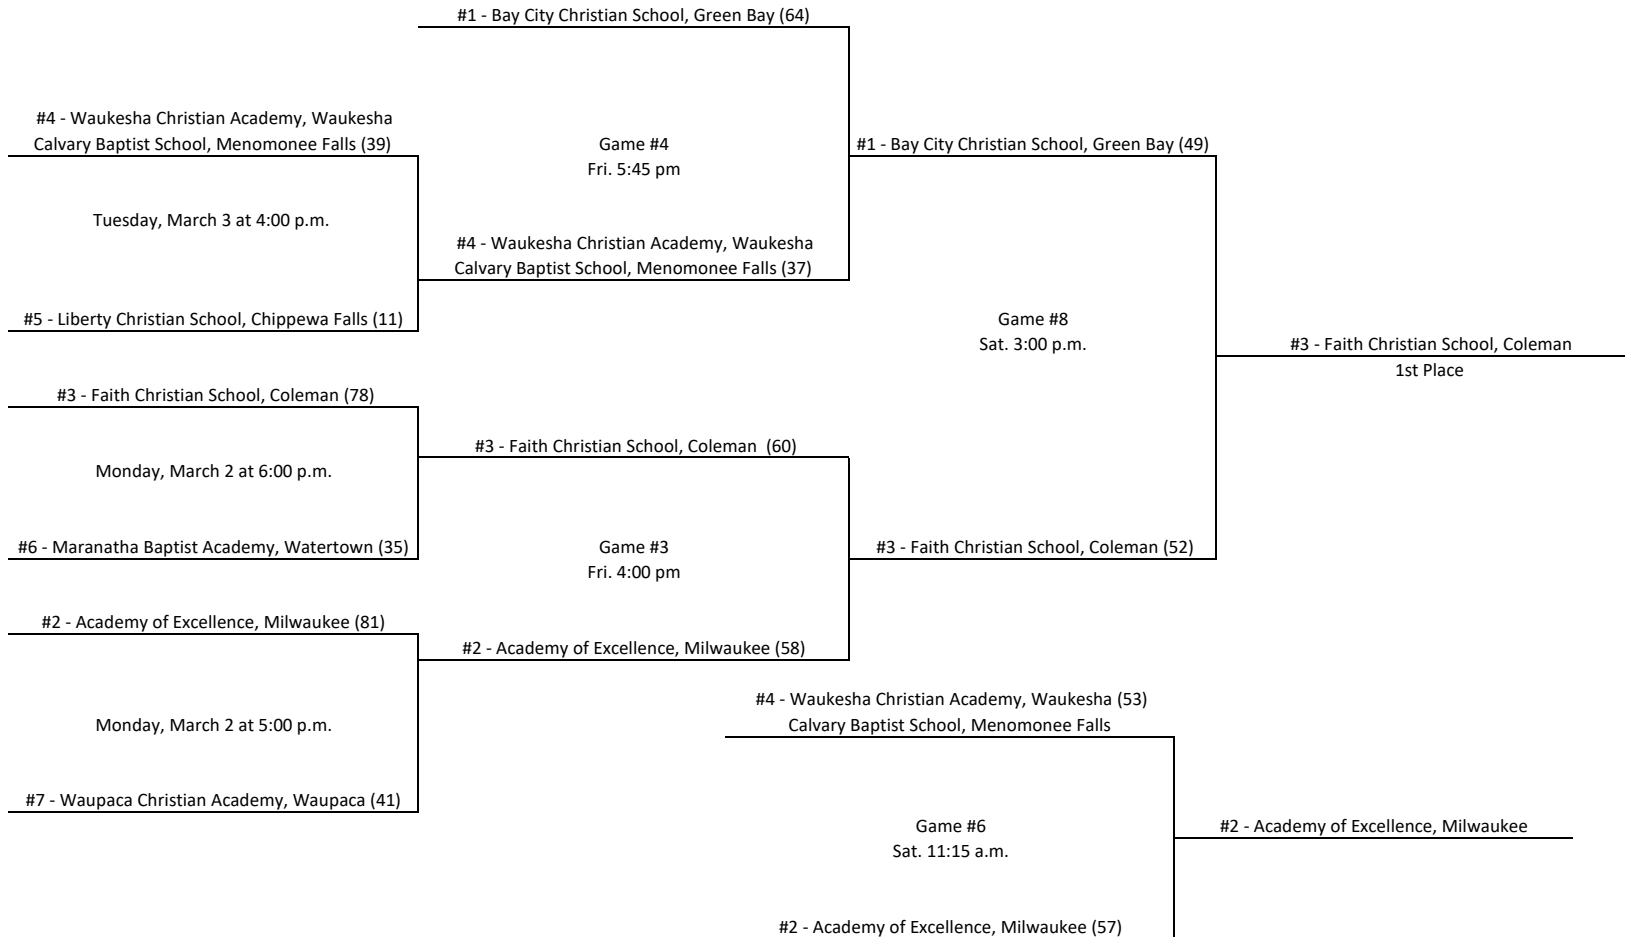 #1 - Bay City Christian School, Green Bay (64)
#4 - Waukesha Christian Academy, Waukesha
Calvary Baptist School, Menomonee Falls (39)
Game #4
Fri. 5:45 pm
#1 - Bay City Christian School, Green Bay (49)
Tuesday, March 3 at 4:00 p.m.
#4 - Waukesha Christian Academy, Waukesha
Calvary Baptist School, Menomonee Falls (37)
#5 - Liberty Christian School, Chippewa Falls (11)
Game #8
Sat. 3:00 p.m.
#3 - Faith Christian School, Coleman
1st Place
#3 - Faith Christian School, Coleman (78)
#3 - Faith Christian School, Coleman  (60)
Monday, March 2 at 6:00 p.m.
#6 - Maranatha Baptist Academy, Watertown (35)
Game #3
Fri. 4:00 pm
#3 - Faith Christian School, Coleman (52)
#2 - Academy of Excellence, Milwaukee (81)
#2 - Academy of Excellence, Milwaukee (58)
#4 - Waukesha Christian Academy, Waukesha (53)
Calvary Baptist School, Menomonee Falls
Monday, March 2 at 5:00 p.m.
#7 - Waupaca Christian Academy, Waupaca (41)
Game #6
Sat. 11:15 a.m.
#2 - Academy of Excellence, Milwaukee
#2 - Academy of Excellence, Milwaukee (57)